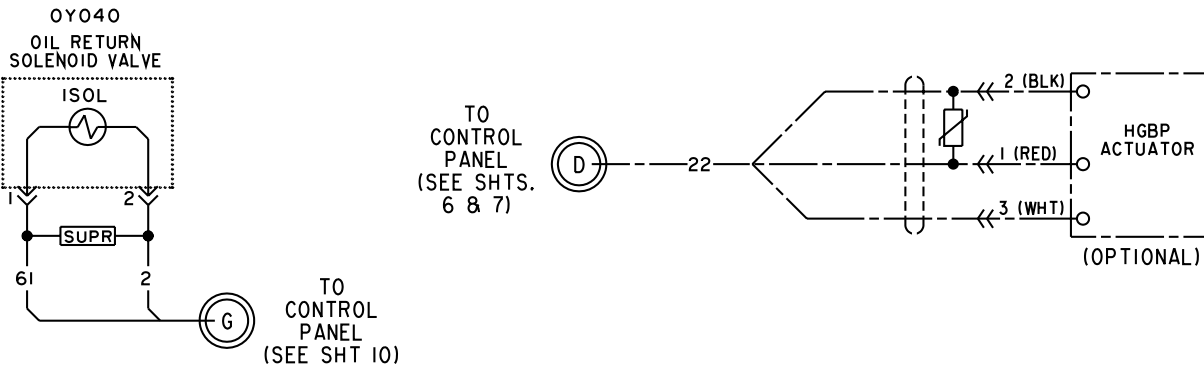 0Y040
OIL RETURN
SOLENOID VALVE
1SOL
1
2
SUPR
61
2
G
TO
CONTROL
PANEL
(SEE SHT 10)
TO
CONTROL
PANEL
(SEE SHTS.
6 & 7)
D
22
2 (BLK)
1 (RED)
3 (WHT)
HGBP
ACTUATOR
(OPTIONAL)